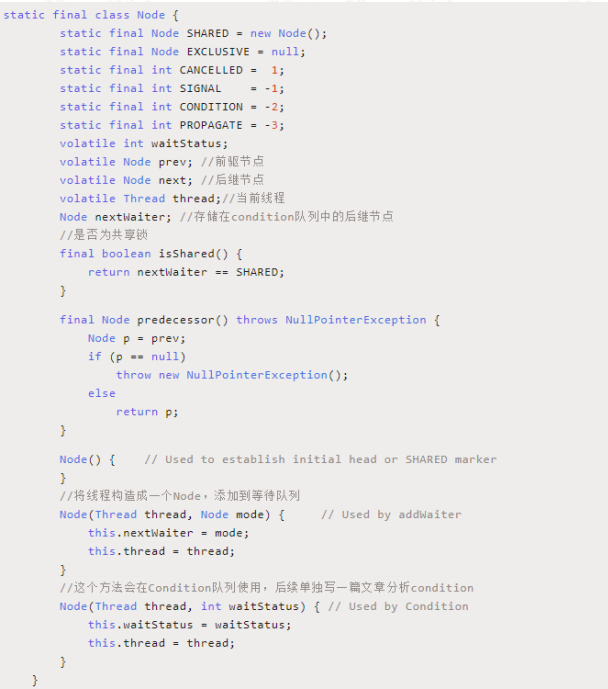 static final class Node {
static final Node SHARED = new Node();
static final Node EXCLUSIVE = null;
static final int CANCELLED =  1;
static final int SIGNAL    = -1;
static final int CONDITION = -2;
static final int PROPAGATE = -3;
volatile int waitStatus;
volatile Node prev; //前驱节点
volatile Node next; //后继节点
volatile Thread thread;//当前线程
Node nextWaiter; //存储在condition队列中的后继节点
//是否为共享锁
final boolean isShared() {
return nextWaiter == SHARED;
}
final Node predecessor() throws NullPointerException {
Node p = prev;
if (p == null)
throw new NullPointerException();
else
return p;
}
Node() {    // Used to establish initial head or SHARED marker
}
//将线程构造成一个Node，添加到等待队列
Node(Thread thread, Node mode) {     // Used by addWaiter
this.nextWaiter = mode;
this.thread = thread;
}
//这个方法会在Condition队列使用，后续单独写一篇文章分析condition
Node(Thread thread, int waitStatus) { // Used by Condition
this.waitStatus = waitStatus;
this.thread = thread;
}
}